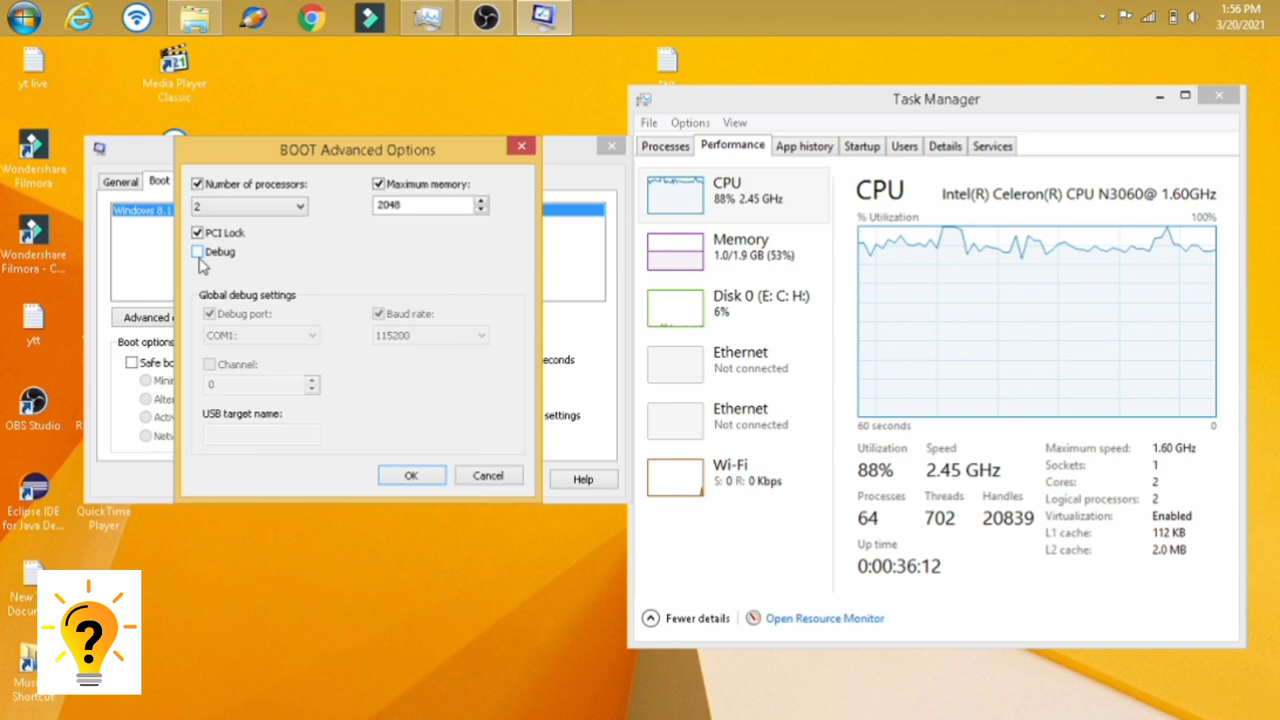 1:56 PM
3/20/2021
yt live
Media Player
Classic
Wondershare
Filmora
Wondershare
Filmora - C...
ytt
OBS Studio
Eclipse IDE
for Java De...
QuickTime
Player
Shortcut
General
Boot
Windows 8.1
Advanced
Boot options
Safe bo
Mini
Alter
Netw
econds
settings
Help
BOOT Advanced Options
Number of processors:
Maximum memory:
2
2048
PCI Lock
Debug
Global debug settings
Debug port:
Baud rate:
COM1:
115200
Channel:
0
USB target name:
OK
Cancel
Task Manager
File
Options
View
Processes
Performance
App history
Startup
Users
Details
Services
CPU
88% 2.45 GHz
Memory
1.0/1.9 GB (53%)
Disk 0 (E: C: H:)
6%
Ethernet
Not connected
Ethernet
Not connected
Wi-Fi
S: 0 R: 0 Kbps
CPU
Intel(R) Celeron(R) CPU N3060@ 1.60GHz
% Utilization
100%
60 seconds
0
Utilization
Speed
88%
2.45 GHz
Processes
Threads
Handles
64
702
20839
Up time
0:00:36:12
Maximum speed:
1.60 GHz
Sockets:
1
Cores:
2
Logical processors:
2
Virtualization:
Enabled
L1 cache:
112 KB
L2 cache:
2.0 MB
Fewer details
Open Resource Monitor
?